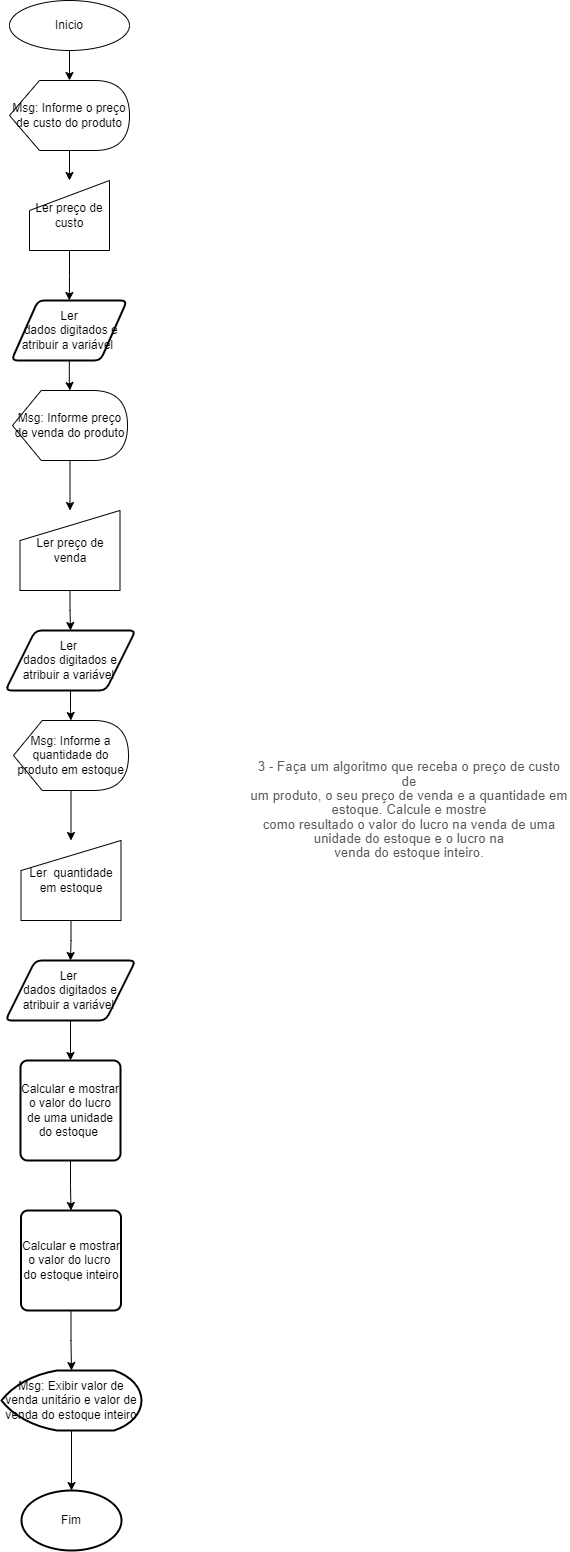 Inicio
Msg: Informe o preço
de custo do produto
Ler preço de
custo
Ler
dados digitados e
atribuir a variável
Msg: Informe preço
de venda do produto
Ler preço de
venda
Ler
dados digitados e
atribuir a variável
Msg: Informe a
quantidade do
produto em estoque
3 - Faça um algoritmo que receba o preço de custo
de
um produto, o seu preço de venda e a quantidade em
estoque. Calcule e mostre
como resultado o valor do lucro na venda de uma
unidade do estoque e o lucro na
venda do estoque inteiro.
Ler quantidade
em estoque
Ler
dados digitados e
atribuir a variável
Calcular e mostrar
o valor do lucro
de uma unidade
do estoque
Calcular e mostrar
o valor do lucro
do estoque inteiro
Msg: Exibir valor de
venda unitário e valor de
venda do estoque inteiro
Fim